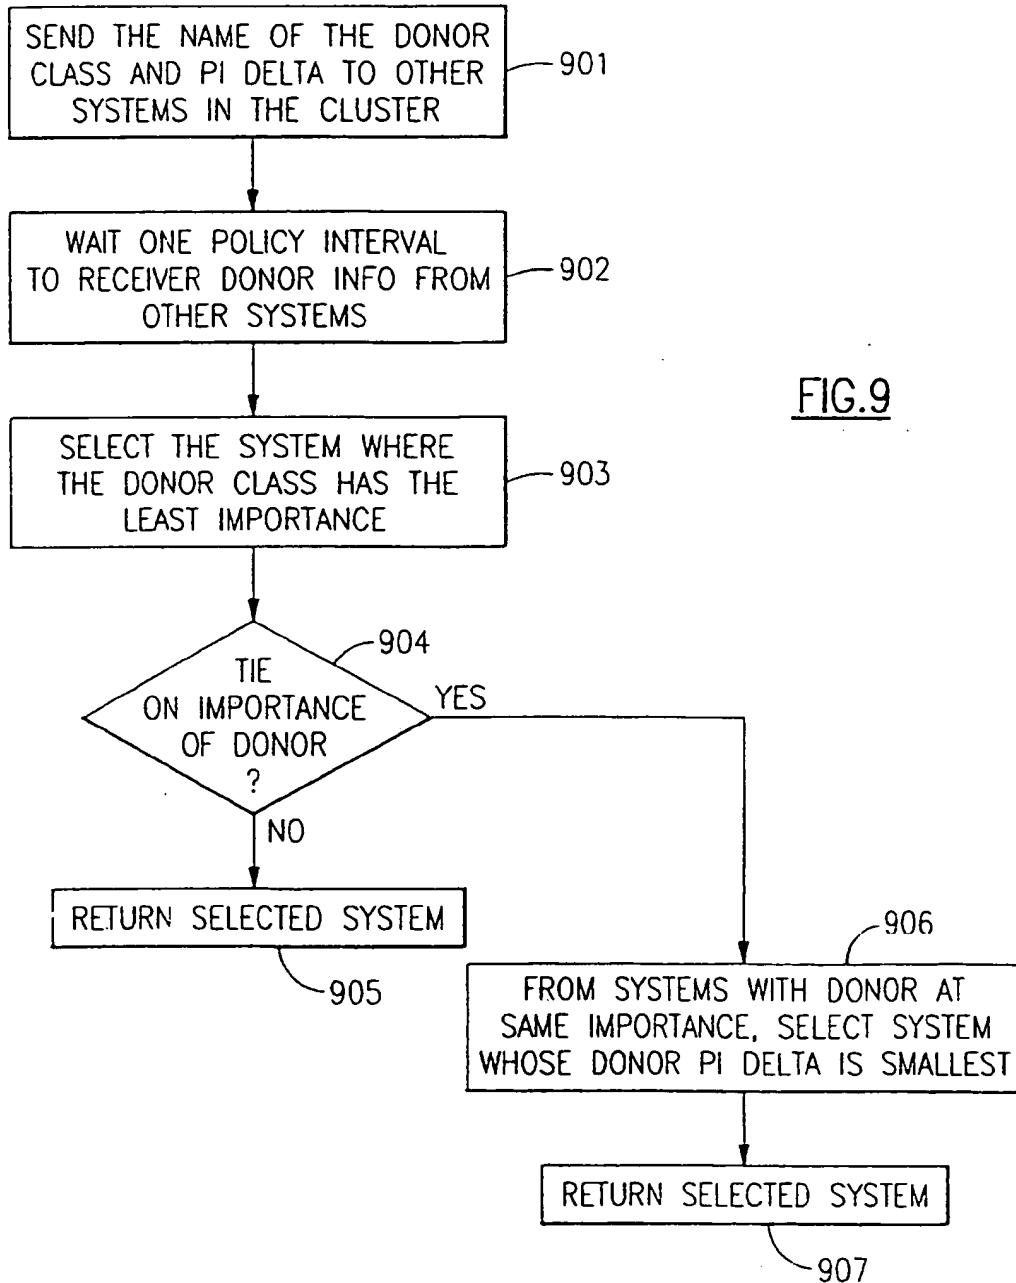 SEND THE NAME OF THE DONOR
CLASS AND PI DELTA TO OTHER
SYSTEMS IN THE CLUSTER
901
WAIT ONE POLICY INTERVAL
TO RECEIVER DONOR INFO FROM
OTHER SYSTEMS
902
FIG.9
SELECT THE SYSTEM WHERE
THE DONOR CLASS HAS THE
LEAST IMPORTANCE
903
904
TIE
ON IMPORTANCE
OF DONOR
?
YES
NO
RETURN SELECTED SYSTEM
905
906
FROM SYSTEMS WITH DONOR AT
SAME IMPORTANCE, SELECT SYSTEM
WHOSE DONOR PI DELTA IS SMALLEST
RETURN SELECTED SYSTEM
907